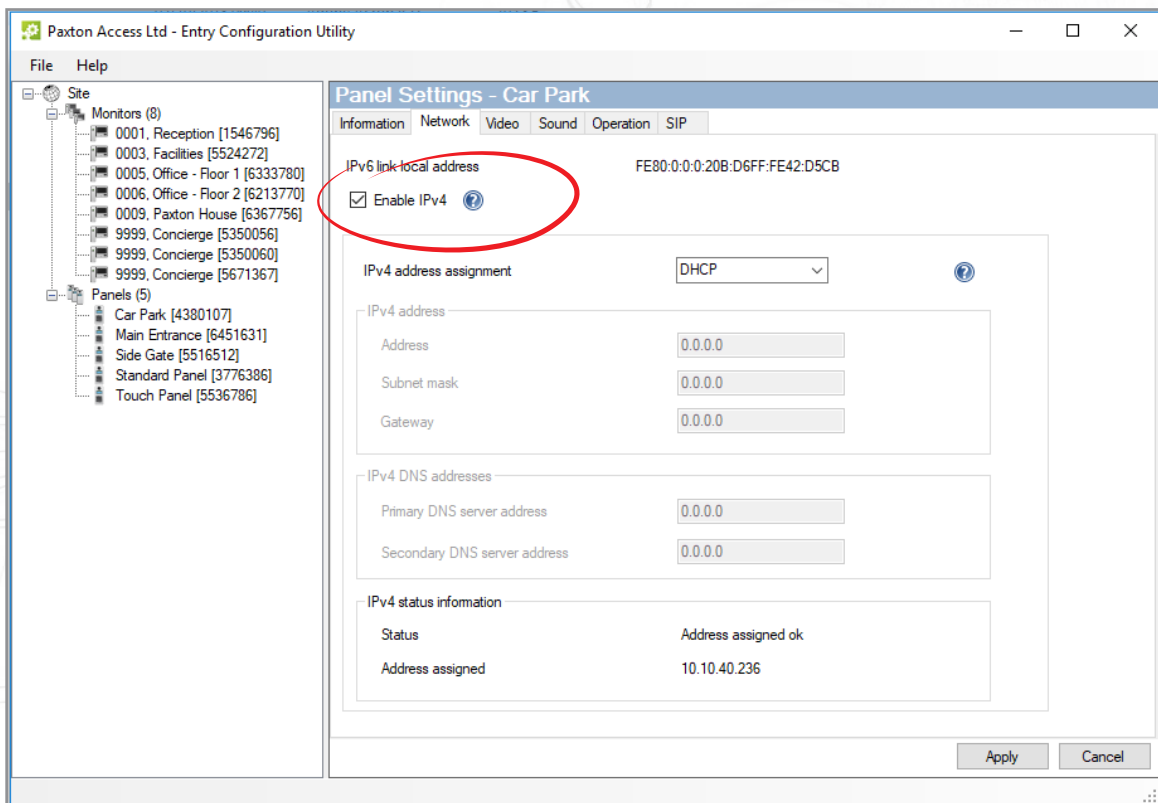 Paxton Access Ltd - Entry Configuration Utility
File Help
Site
Monitors (8)
0001, Reception [1546796]
0003, Facilities [5524272]
0005, Office - Floor 1 [6333780]
0006, Office - Floor 2 [6213770]
0009, Paxton House [6367756]
9999, Concierge [5350056]
9999, Concierge [5350060]
9999, Concierge [5671367]
Panels (5)
Car Park [4380107]
Main Entrance [6451631]
Side Gate [5516512]
Standard Panel [3776386]
Touch Panel [5536786]
Panel Settings - Car Park
Information Network Video Sound Operation SIP
IPv6 link local address FE80:0:0:0:20B:D6FF:FE42:D5CB
Enable IPv4 ?
IPv4 address assignment DHCP ?
IPv4 address
Address 0.0.0.0
Subnet mask 0.0.0.0
Gateway 0.0.0.0
IPv4 DNS addresses
Primary DNS server address 0.0.0.0
Secondary DNS server address 0.0.0.0
IPv4 status information
Status Address assigned ok
Address assigned 10.10.40.236
Apply Cancel